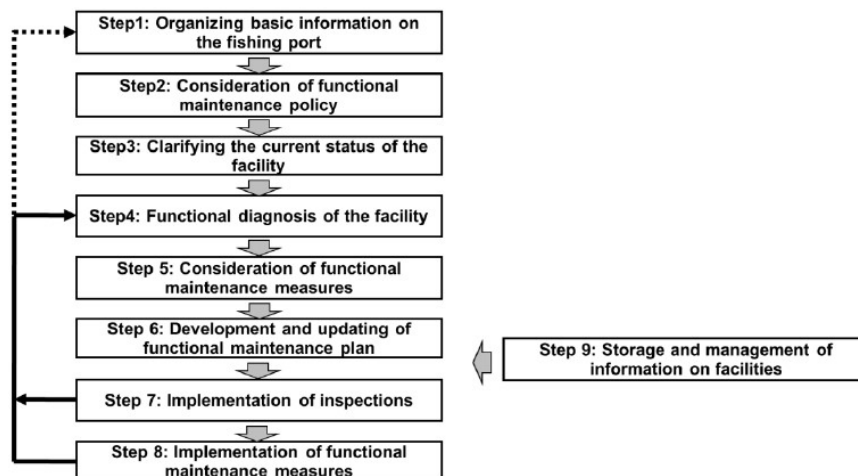 Step1: Organizing basic information on
the fishing port
Step2: Consideration of functional
maintenance policy
Step3: Clarifying the current status of the
facility
Step4: Functional diagnosis of the facility
Step 5: Consideration of functional
maintenance measures
Step 6: Development and updating of
functional maintenance plan
Step 9: Storage and management of
information on facilities
Step 7: Implementation of inspections
Step 8: Implementation of functional
maintenance measures